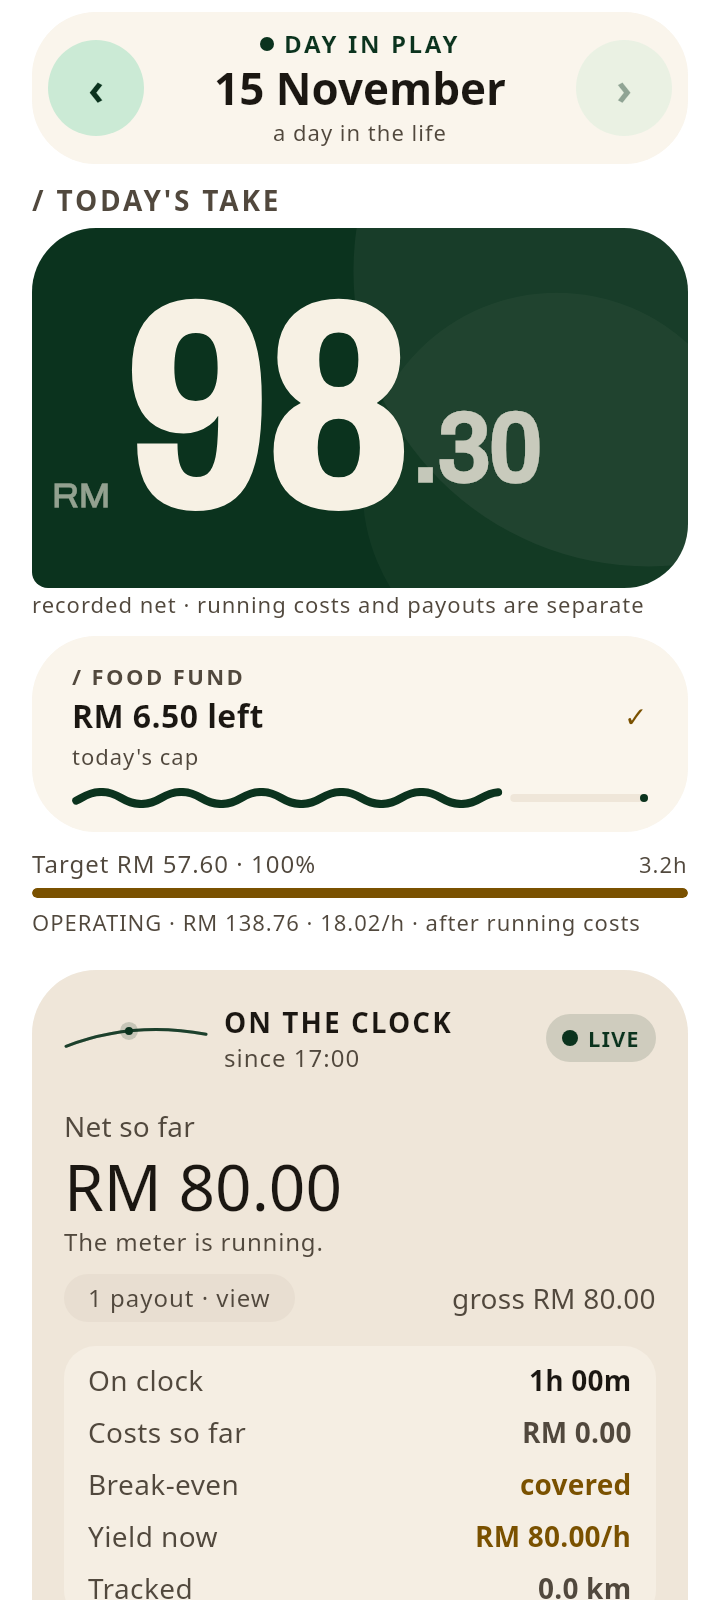 ‹
DAY IN PLAY
15 November
a day in the life
›
/ TODAY'S TAKE
RM 98.30
recorded net · running costs and payouts are separate
/ FOOD FUND
RM 6.50 left ✓
today's cap
Target RM 57.60 · 100% 3.2h
OPERATING · RM 138.76 · 18.02/h · after running costs
ON THE CLOCK
since 17:00
LIVE
Net so far
RM 80.00
The meter is running.
1 payout · view gross RM 80.00
On clock 1h 00m
Costs so far RM 0.00
Break-even covered
Yield now RM 80.00/h
Tracked 0.0 km